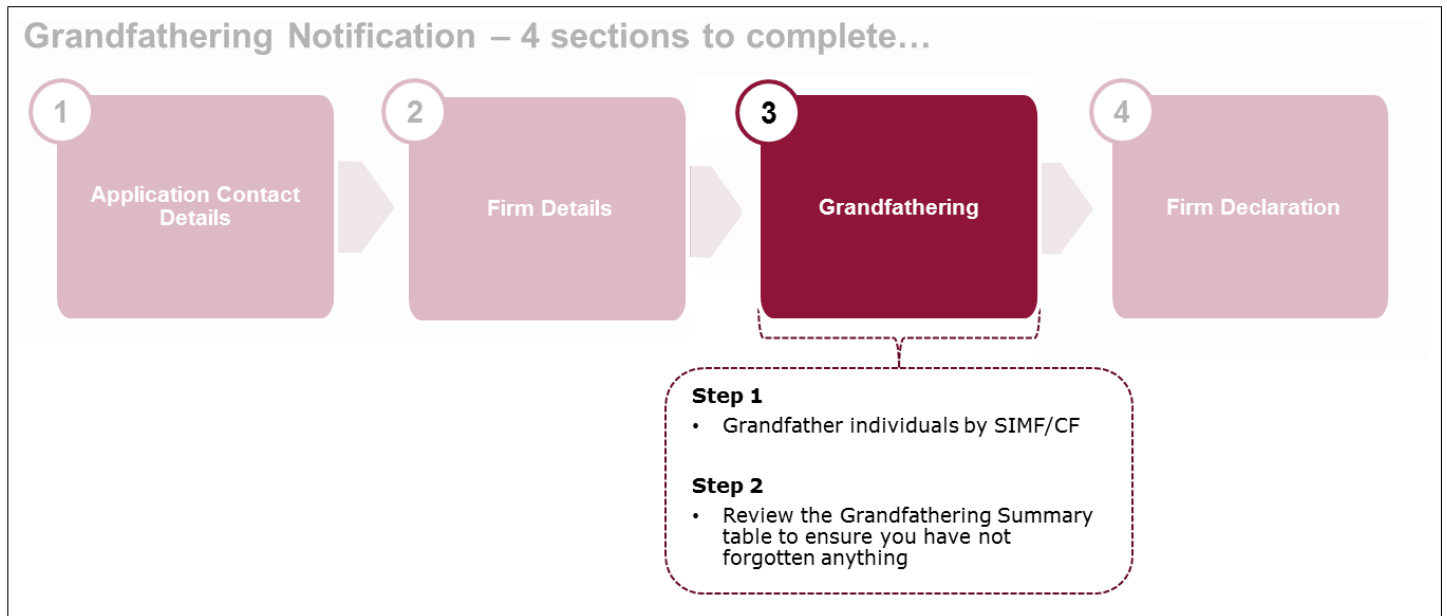 Grandfathering Notification – 4 sections to complete…
1
2
3
4
Application Contact
Details
Firm Details
Grandfathering
Firm Declaration
Step 1
• Grandfather individuals by SIMF/CF
Step 2
• Review the Grandfathering Summary
table to ensure you have not
forgotten anything